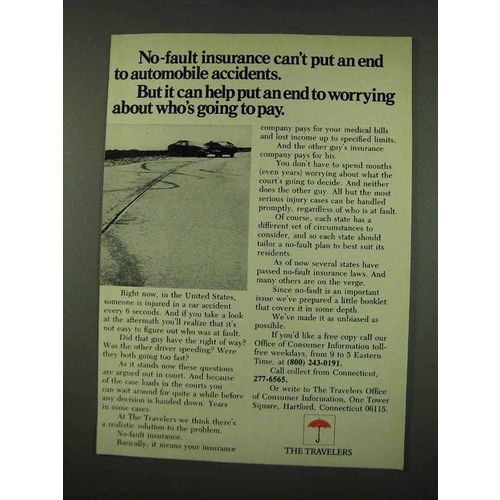 No-fault insurance can't put an end
to automobile accidents.
But it can help put an end to worrying
about who's going to pay.
Right now, in the United States,
someone is injured in a car accident
every 6 seconds. And if you take a look
at the aftermath you'll realize that it's
not easy to figure out who was at fault.
Did that guy have the right of way?
Was the other driver speeding? Were
they both going too fast?
As it stands now these questions
are argued out in court. And because
of the case loads in the courts you
can wait around for quite a while before
any decision is handed down. Years
in some cases.
At The Travelers we think there's
a realistic solution to the problem.
No-fault insurance.
Basically, it means your insurance
company pays for your medical bills
and lost income up to specified limits.
And the other guy's insurance
company pays for his.
You don't have to spend months
(even years) worrying about what the
court's going to decide. And neither
does the other guy. All but the most
serious injury cases can be handled
promptly, regardless of who is at fault.
Of course, each state has a
different set of circumstances to
consider, and so each state should
tailor a no-fault plan to best suit its
residents.
As of now several states have
passed no-fault insurance laws. And
many others are on the verge.
Since no-fault is an important
issue we've prepared a little booklet
that covers it in some depth.
We've made it as unbiased as
possible.
If you'd like a free copy call our
Office of Consumer Information toll-
free weekdays, from 9 to 5 Eastern
Time, at (800) 243-0191.
Call collect from Connecticut,
277-6565.
Or write to The Travelers Office
of Consumer Information, One Tower
Square, Hartford, Connecticut 06115.
THE TRAVELERS